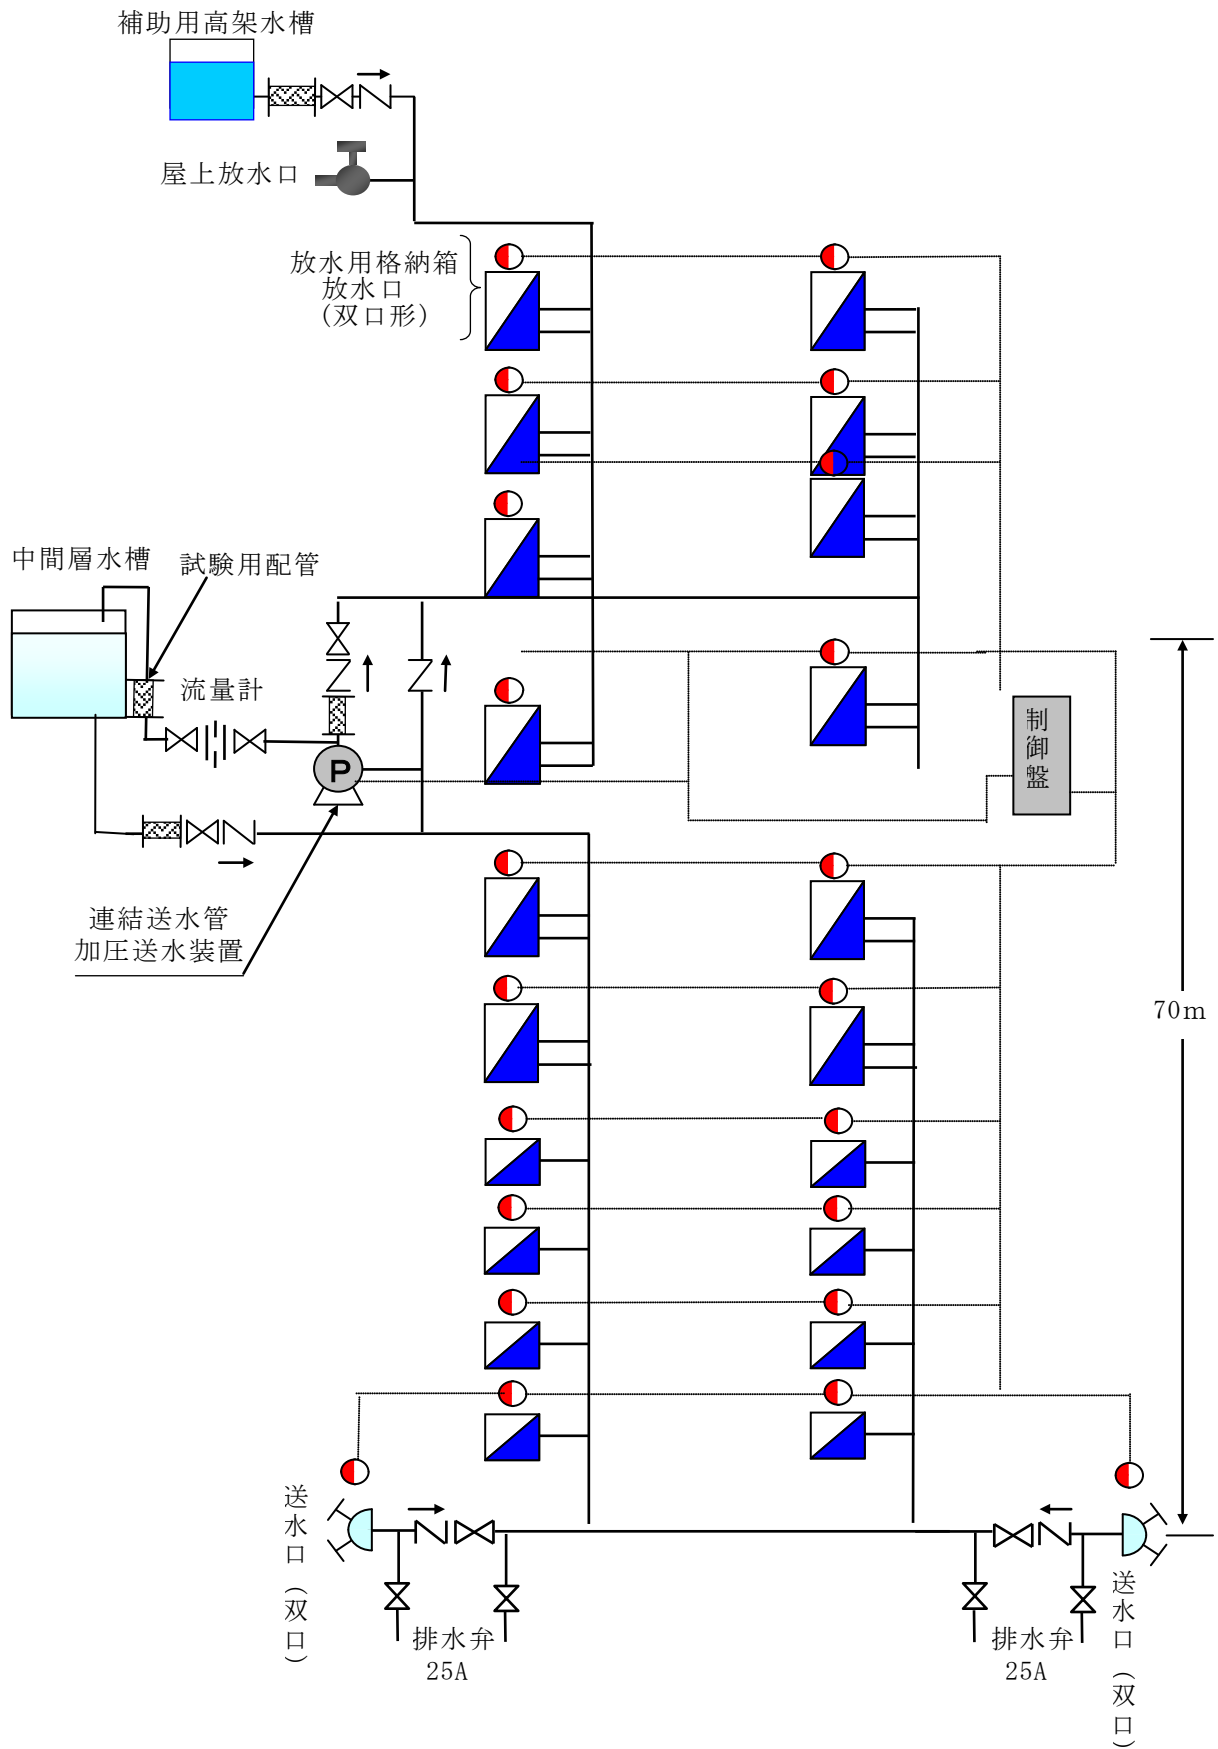 補助用高架水槽
屋上放水口
放水用格納箱
放水口
(双口形)
中間層水槽
試験用配管
流量計
P
制御盤
連結送水管
加圧送水装置
70m
送水口(双口)
排水弁
25A
排水弁
25A
送水口(双口)